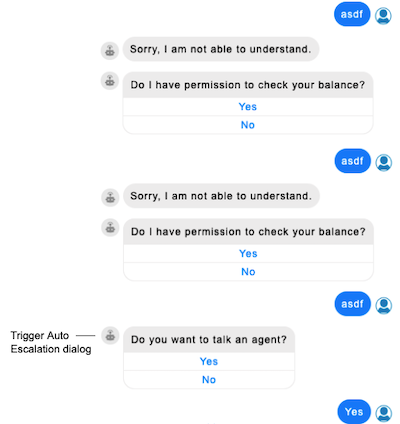 asdf
Sorry, I am not able to understand.
Do I have permission to check your balance?
Yes
No
asdf
Sorry, I am not able to understand.
Do I have permission to check your balance?
Yes
No
asdf
Trigger Auto
Escalation dialog
Do you want to talk an agent?
Yes
No
Yes